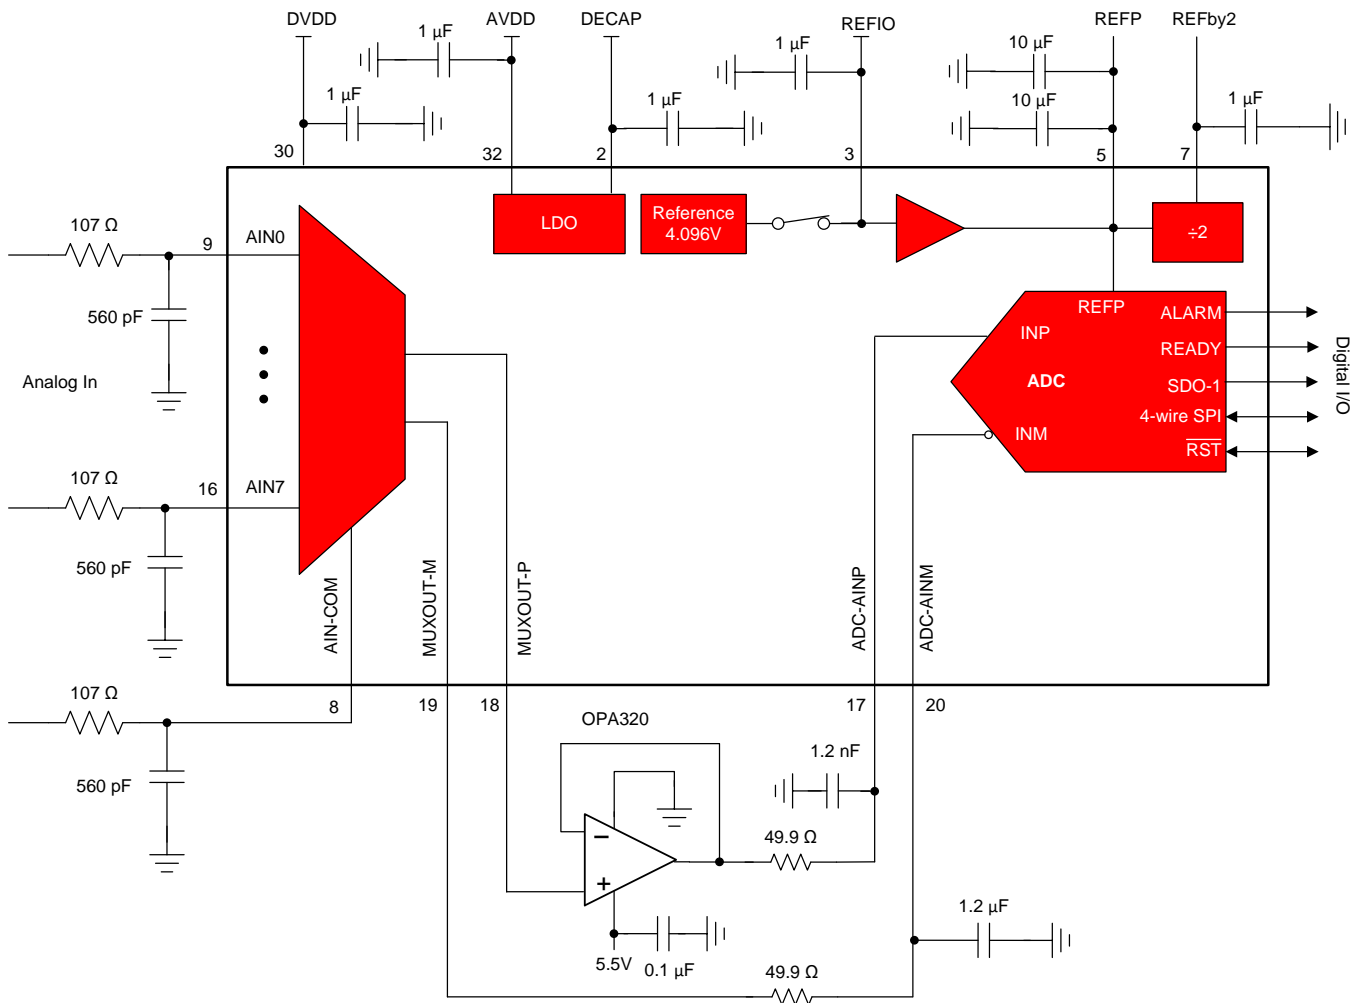 DVDD
AVDD
DECAP
REFIO
REFP
REFby2
1 µF
1 µF
10 µF
1 µF
1 µF
10 µF
1 µF
30
32
2
3
5
7
107 Ω
9
AIN0
LDO
Reference
4.096V
÷2
560 pF
REFP
ALARM
INP
READY
Analog In
ADC
SDO-1
Digital I/O
4-wire SPI
INM
RST
107 Ω
16
AIN7
560 pF
AIN-COM
MUXOUT-M
MUXOUT-P
ADC-AINP
ADC-AINM
107 Ω
8
19
18
17
20
OPA320
560 pF
1.2 nF
49.9 Ω
−
+
1.2 µF
5.5V
0.1 µF
49.9 Ω